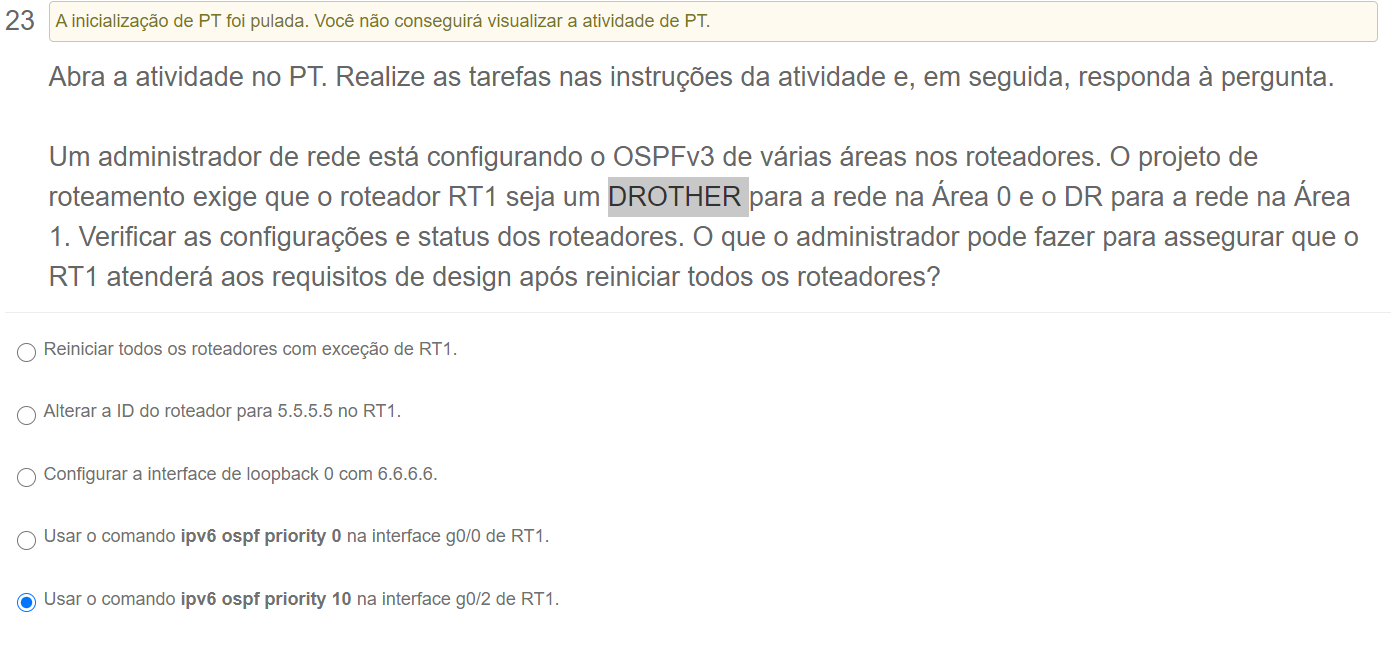 23
A inicialização de PT foi pulada. Você não conseguirá visualizar a atividade de PT.
Abra a atividade no PT. Realize as tarefas nas instruções da atividade e, em seguida, responda à pergunta.
Um administrador de rede está configurando o OSPFv3 de várias áreas nos roteadores. O projeto de
roteamento exige que o roteador RT1 seja um DROTHER para a rede na Área 0 e o DR para a rede na Área
1. Verificar as configurações e status dos roteadores. O que o administrador pode fazer para assegurar que o
RT1 atenderá aos requisitos de design após reiniciar todos os roteadores?
Reiniciar todos os roteadores com exceção de RT1.
Alterar a ID do roteador para 5.5.5.5 no RT1.
Configurar a interface de loopback 0 com 6.6.6.6.
Usar o comando ipv6 ospf priority 0 na interface g0/0 de RT1.
Usar o comando ipv6 ospf priority 10 na interface g0/2 de RT1.